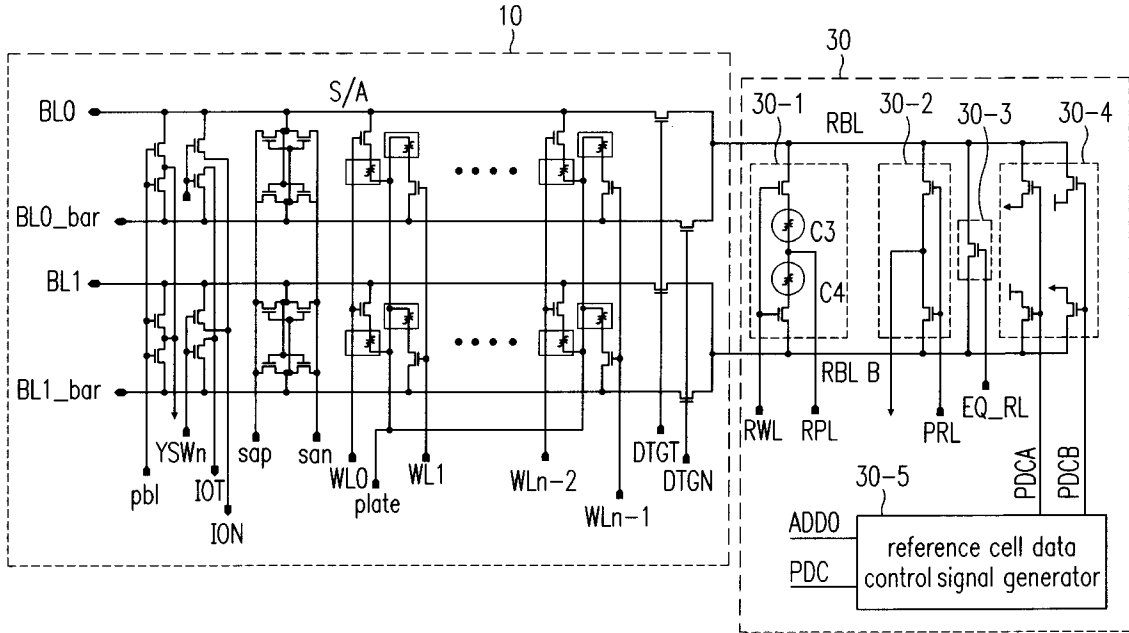 10
30
S/A
30-1
30-2
30-3
30-4
BL0
RBL
BL0_bar
C3
BL1
C4
RBL B
BL1_bar
EQ_RL
RWL
RPL
PRL
YSWn
sap
san
WL0
WL1
DTGT
pbl
IOT
plate
WLn-2
DTGN
ION
WLn-1
PDCA
PDCB
30-5
ADD0
PDC
reference cell data
control signal generator